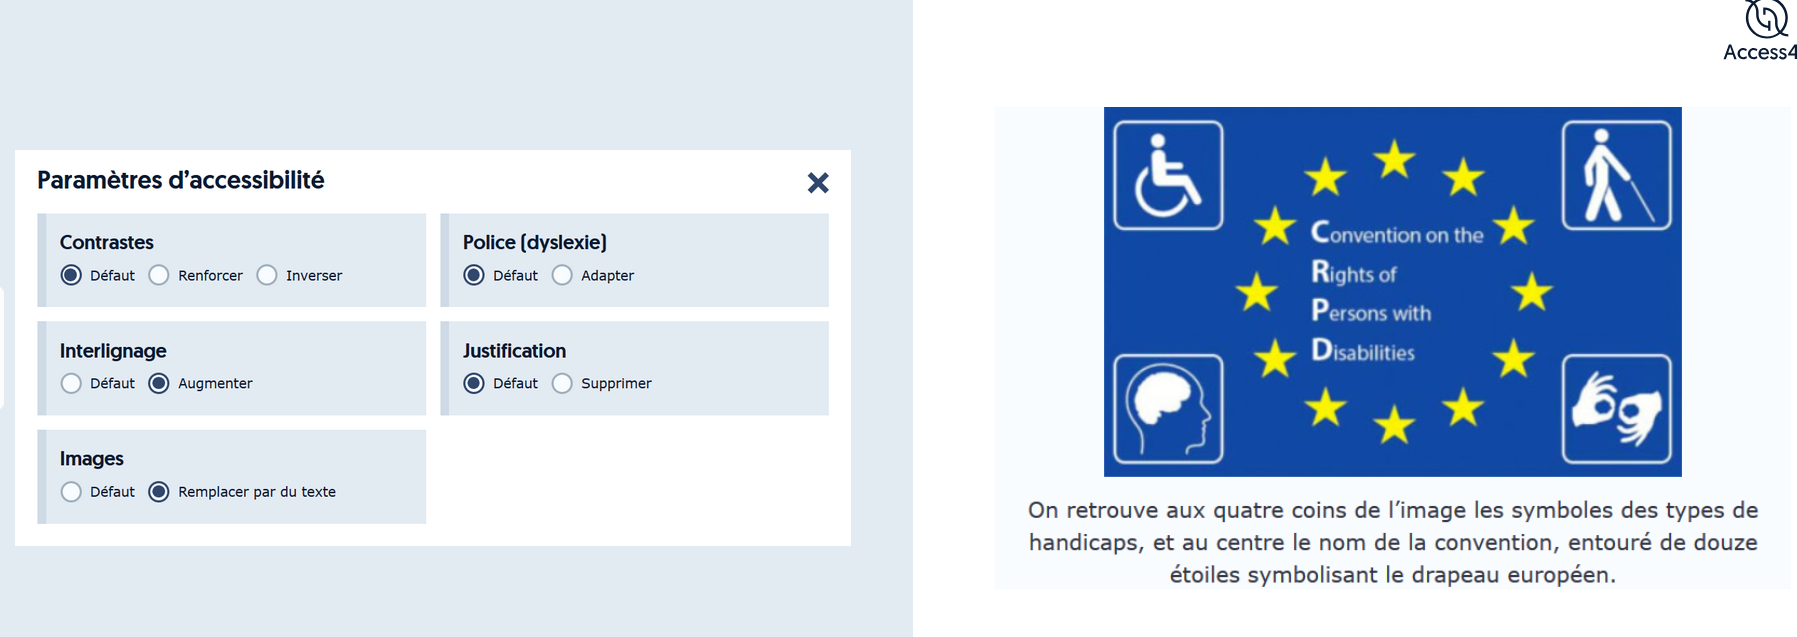 Paramètres d’accessibilité
Contrastes
Défaut Renforcer Inverser
Police (dyslexie)
Défaut Adapter
Interlignage
Défaut Augmenter
Justification
Défaut Supprimer
Images
Défaut Remplacer par du texte
Access4
Convention on the
Rights of
Persons with
Disabilities
On retrouve aux quatre coins de l’image les symboles des types de
handicaps, et au centre le nom de la convention, entouré de douze
étoiles symbolisant le drapeau européen.